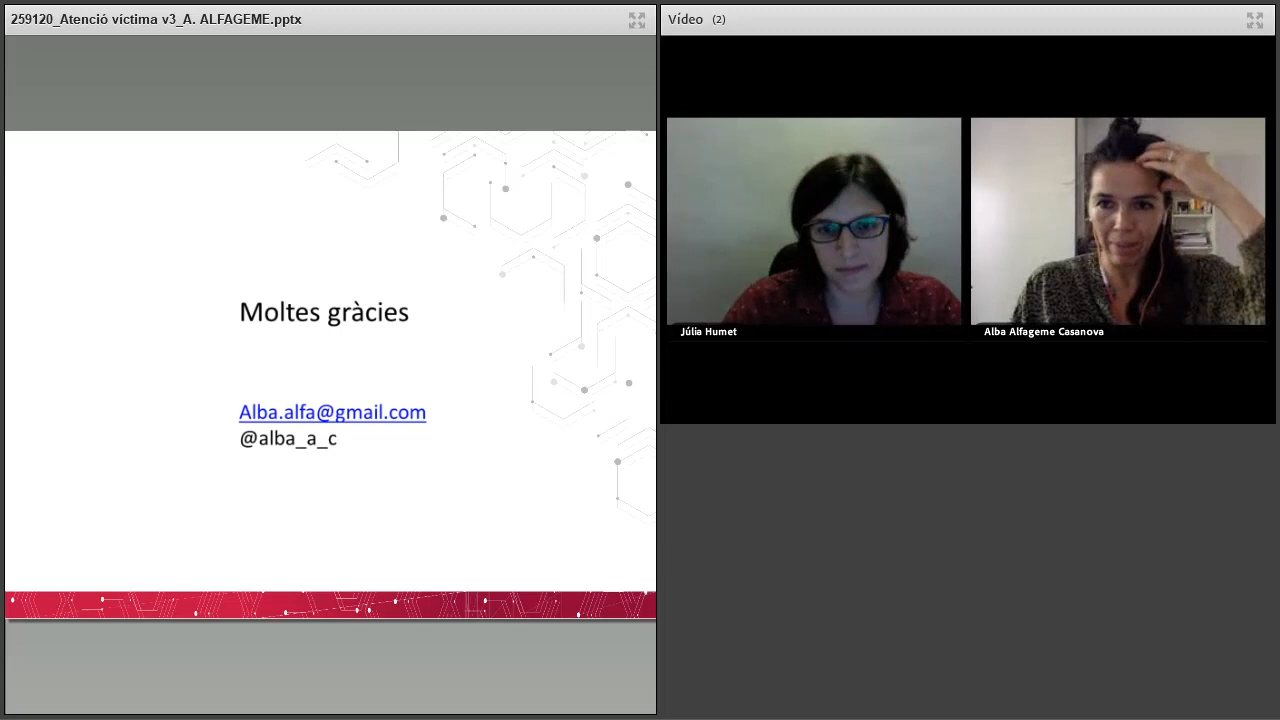 259120_Atenció víctima v3_A. ALFAGEME.pptx
Moltes gràcies
Alba.alfa@gmail.com
@alba_a_c
Vídeo (2)
Júlia Humet
Alba Alfageme Casanova